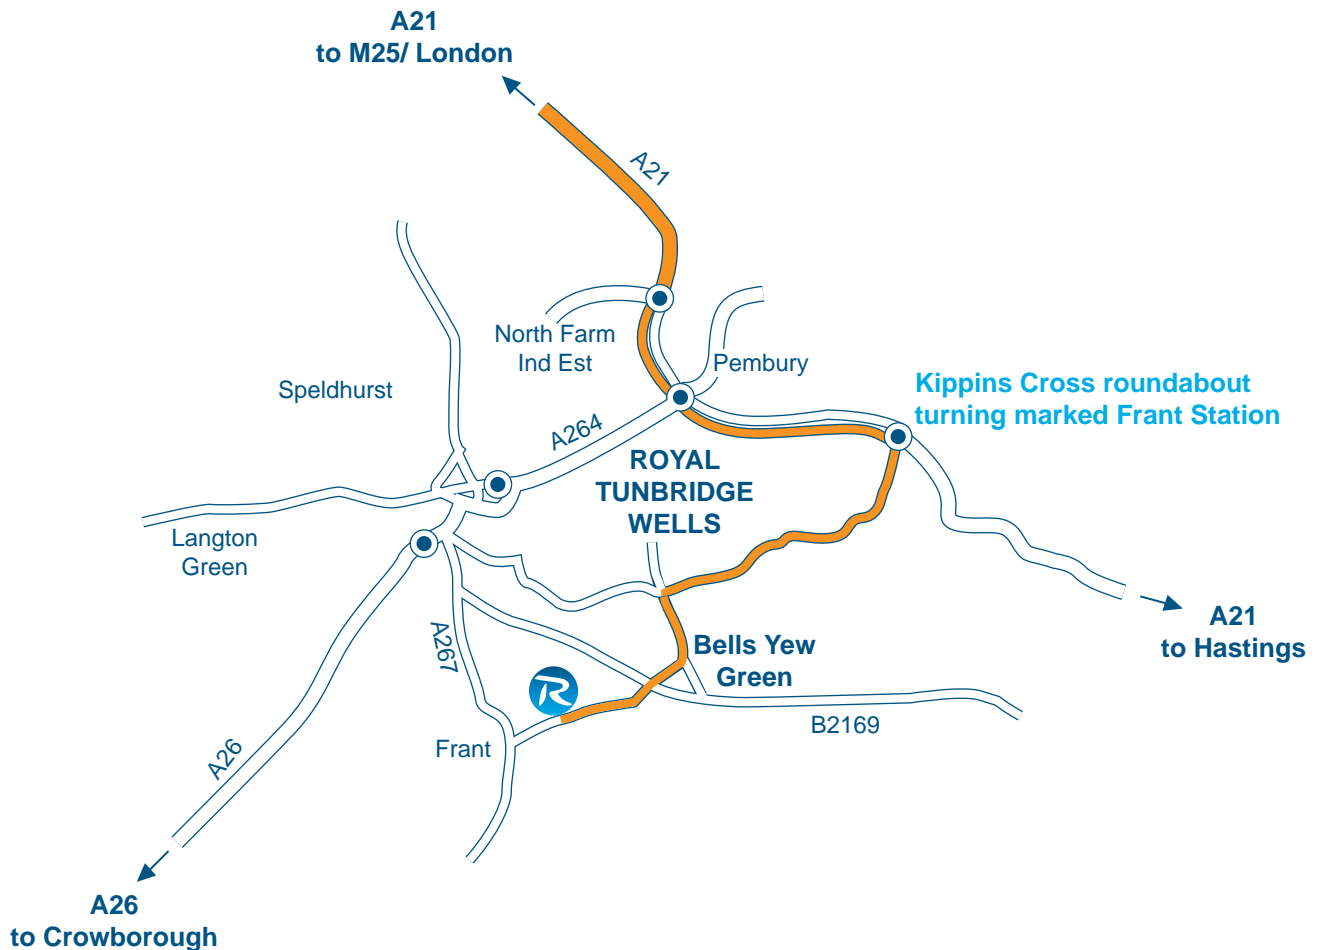 A21
to M25/ London
A21
North Farm
Ind Est
Pembury
Speldhurst
Kippins Cross roundabout
turning marked Frant Station
A264
ROYAL
TUNBRIDGE
WELLS
Langton
Green
A21
to Hastings
A267
Bells Yew
Green
R
B2169
Frant
A26
A26
to Crowborough